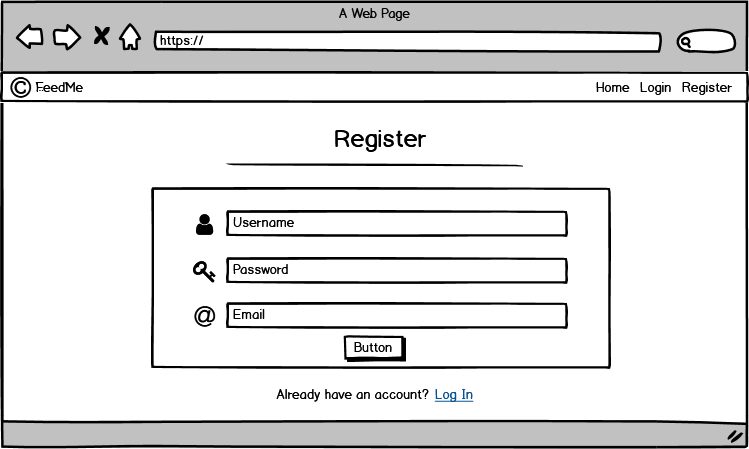 A Web Page
https://
© FeedMe
Home Login Register
Register
Username
Password
@ Email
Button
Already have an account? Log In